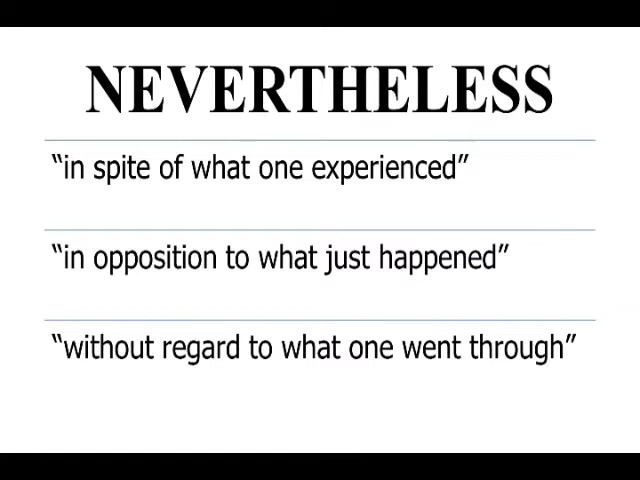 NEVERTHELESS
“in spite of what one experienced”
“in opposition to what just happened”
“without regard to what one went through”